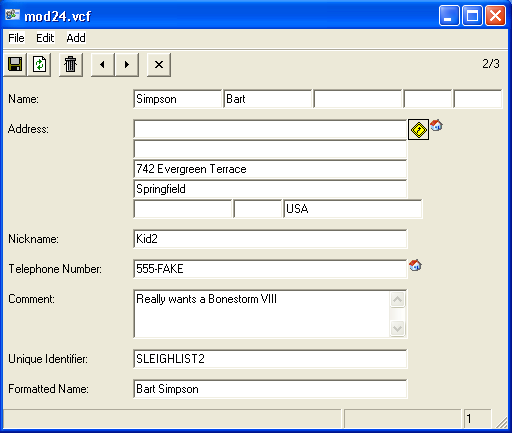 mod24.vcf
File Edit Add
2/3
Name: Simpson Bart
Address:
742 Evergreen Terrace
Springfield
USA
Nickname: Kid2
Telephone Number: 555-FAKE
Comment: Really wants a Bonestorm VIII
Unique Identifier: SLEIGHLIST2
Formatted Name: Bart Simpson
1